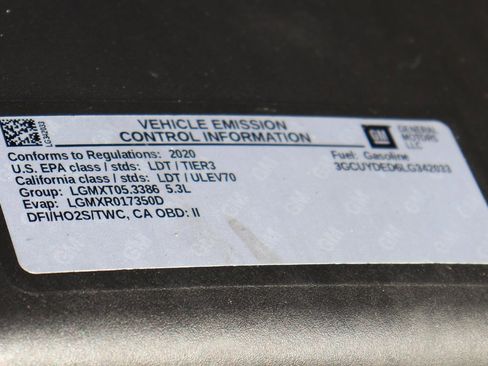 LG342033
VEHICLE EMISSION
CONTROL INFORMATION
GM
GENERAL
MOTORS
LLC
Conforms to Regulations: 2020
U.S. EPA class / stds: LDT / TIER3
California class / stds: LDT / ULEV70
Group: LGMXT05.3386 5.3L
Evap: LGMXR017350D
DFI/HO2S/TWC, CA OBD: II
Fuel: Gasoline
3GCUYDED6LG342033